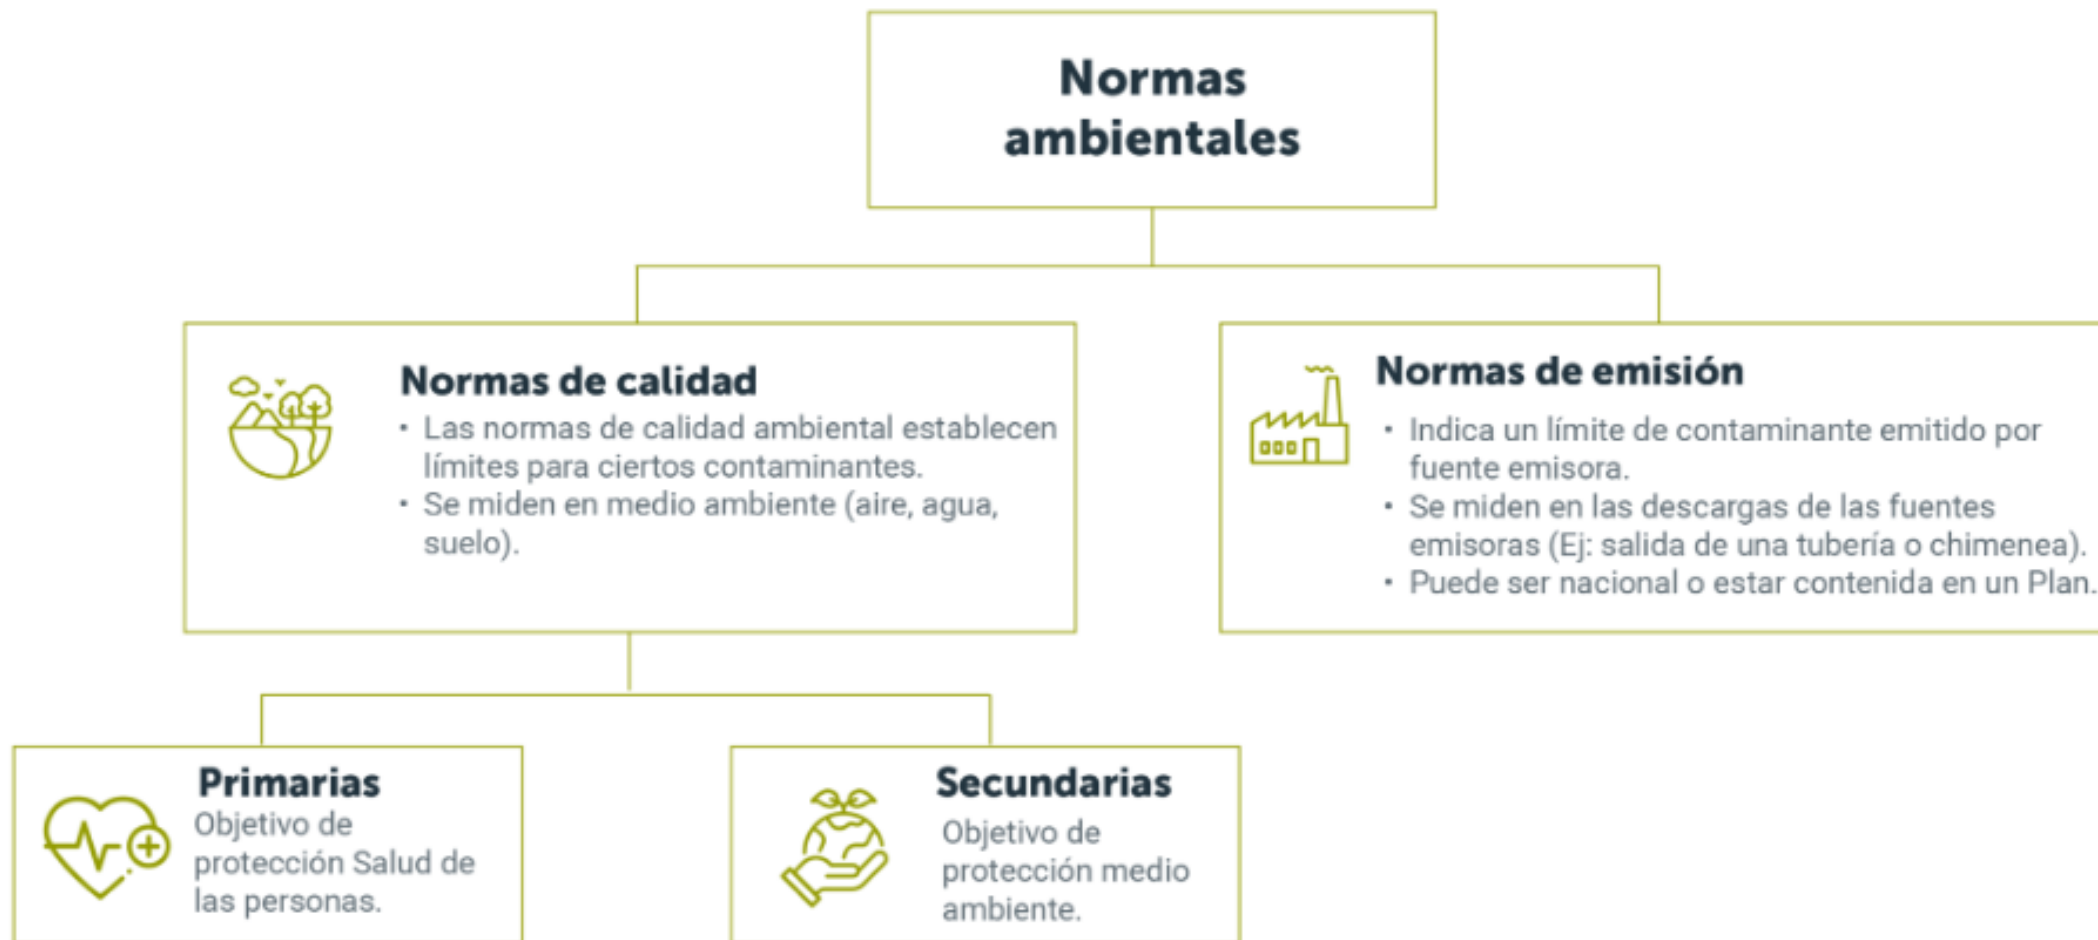 Normas
ambientales
Normas de calidad
• Las normas de calidad ambiental establecen
límites para ciertos contaminantes.
• Se miden en medio ambiente (aire, agua,
suelo).
Normas de emisión
• Indica un límite de contaminante emitido por
fuente emisora.
• Se miden en las descargas de las fuentes
emisoras (Ej: salida de una tubería o chimenea).
• Puede ser nacional o estar contenida en un Plan.
Primarias
Objetivo de
protección Salud de
las personas.
Secundarias
Objetivo de
protección medio
ambiente.